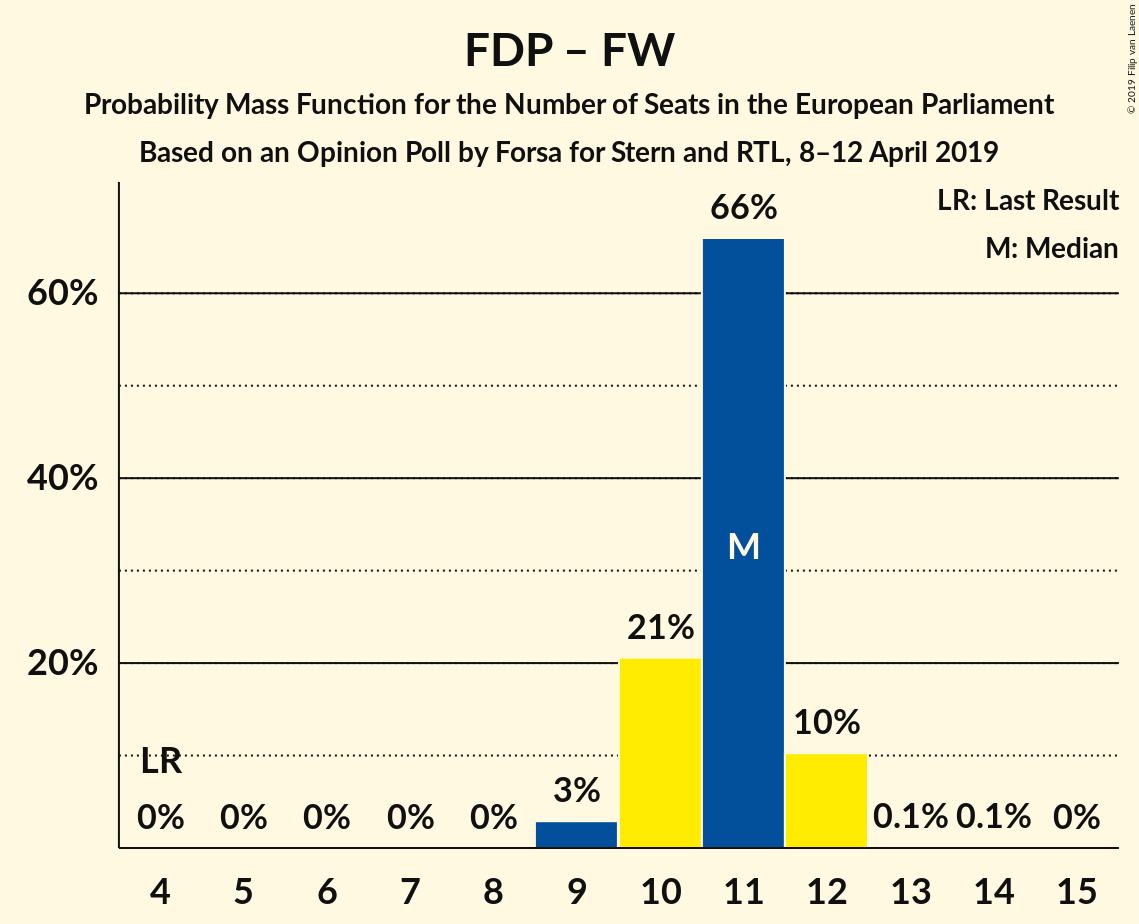 FDP – FW
Probability Mass Function for the Number of Seats in the European Parliament
Based on an Opinion Poll by Forsa for Stern and RTL, 8–12 April 2019
© 2019 Filip van Laenen
LR: Last Result
M: Median
60%
40%
20%
LR
0%
0%
0%
0%
0%
3%
21%
66%
M
10%
0.1%
0.1%
0%
4 5 6 7 8 9 10 11 12 13 14 15